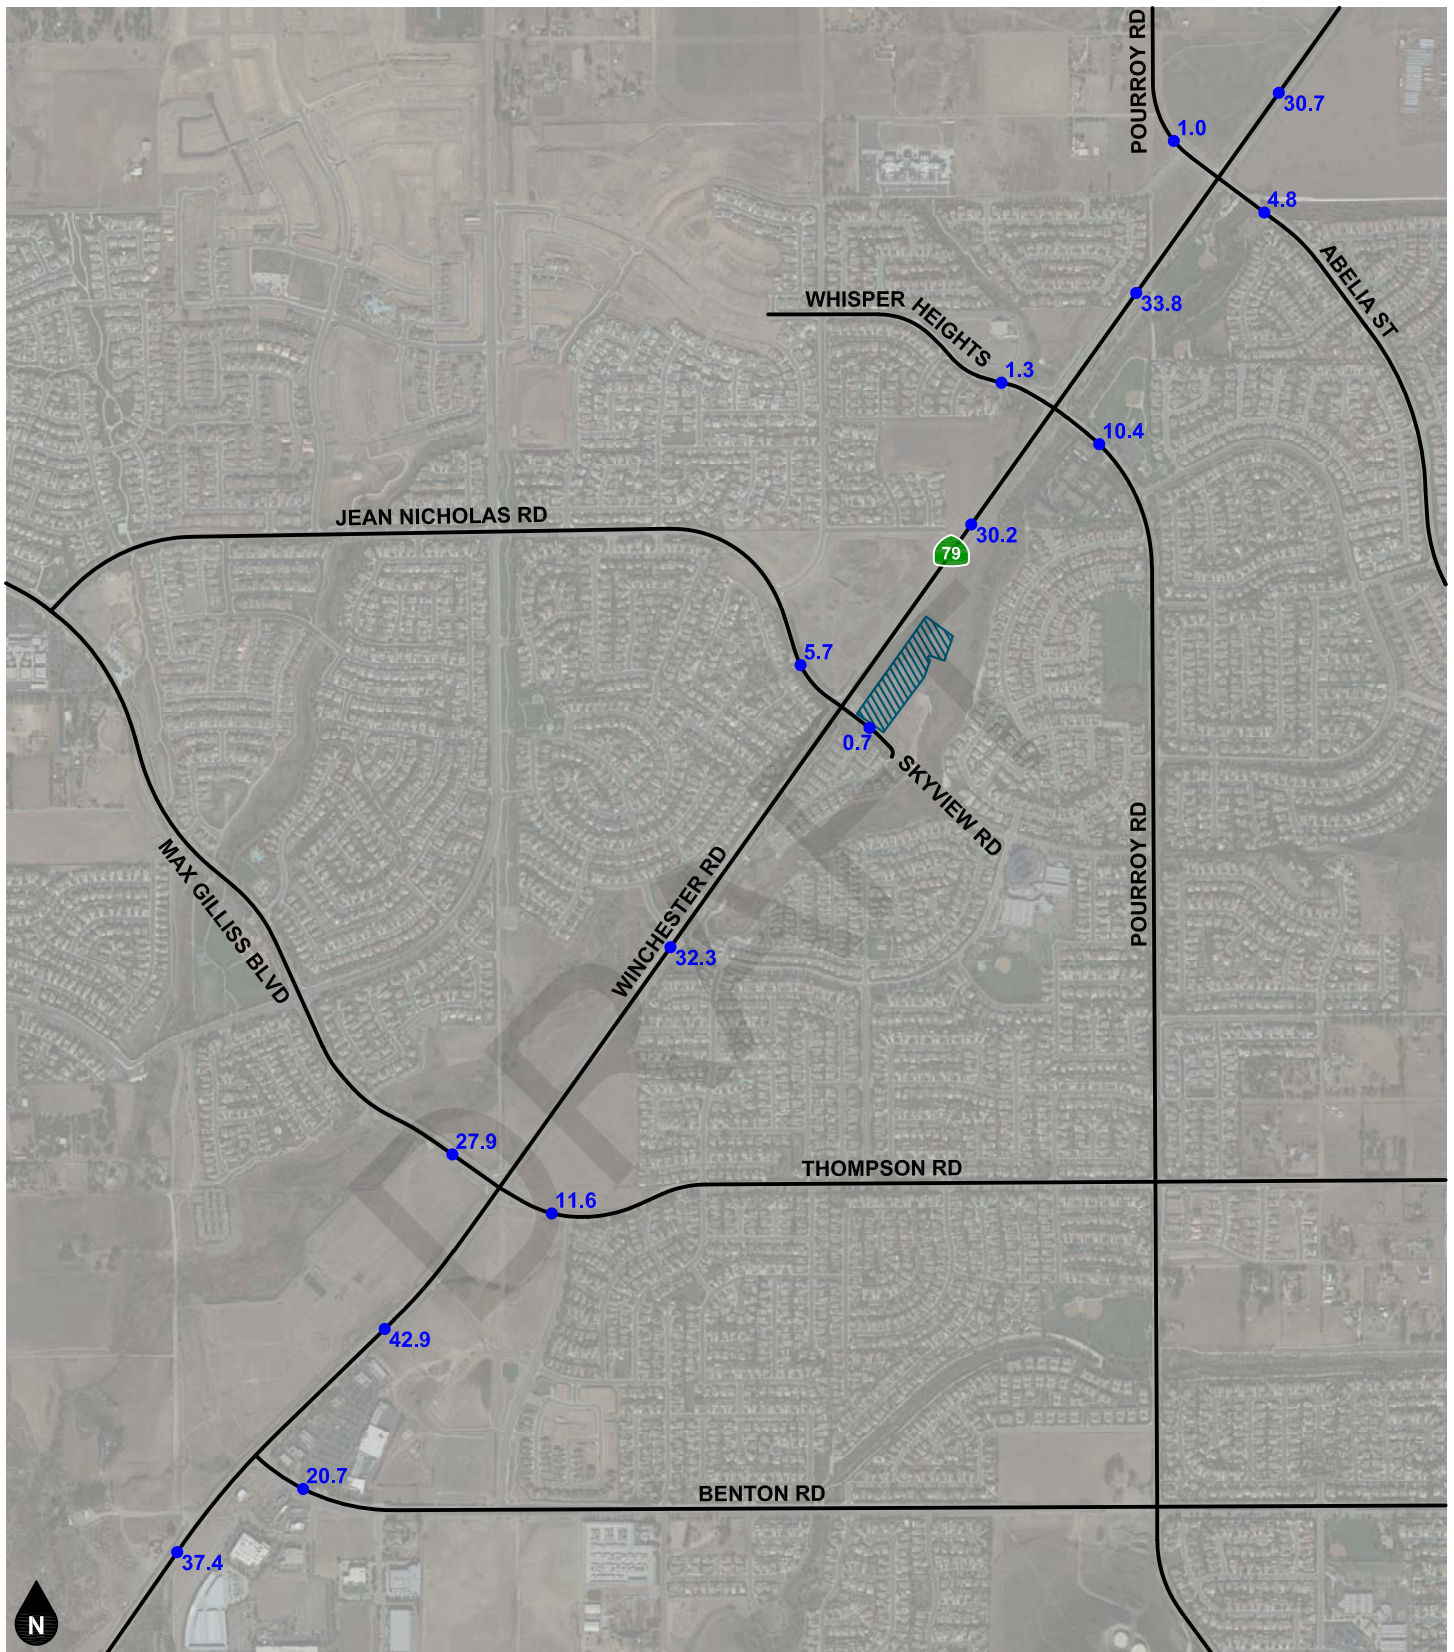 POURROY RD
30.7
1.0
4.8
ABELIA ST
33.8
WHISPER HEIGHTS
1.3
10.4
JEAN NICHOLAS RD
30.2
79
5.7
0.7
SKYVIEW RD
POURROY RD
MAX GILLISS BLVD
WINCHESTER RD
32.3
27.9
THOMPSON RD
11.6
42.9
20.7
BENTON RD
37.4
N
DRAFT